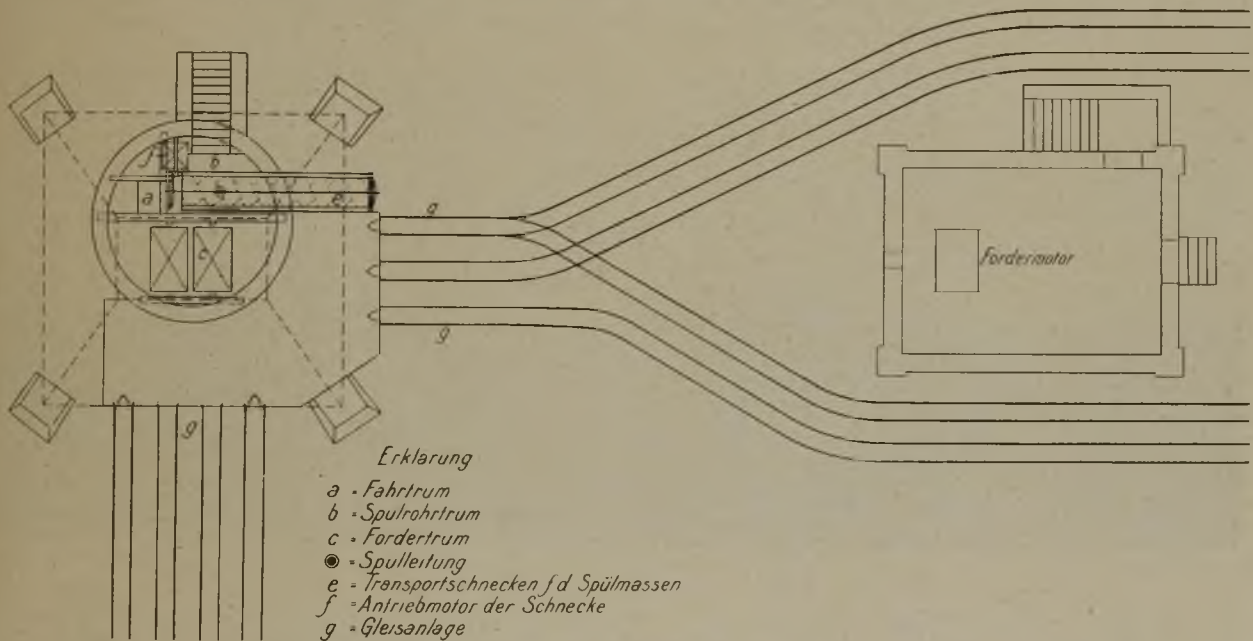 f
b
a
e
c
g
g
g
Fördermotor
Erklärung
a = Fahrtrum
b = Spülrohrtrum
c = Fördertrum
◉ = Spülleitung
e = Transportschnecken f d Spülmassen
f = Antriebmotor der Schnecke
g = Gleisanlage